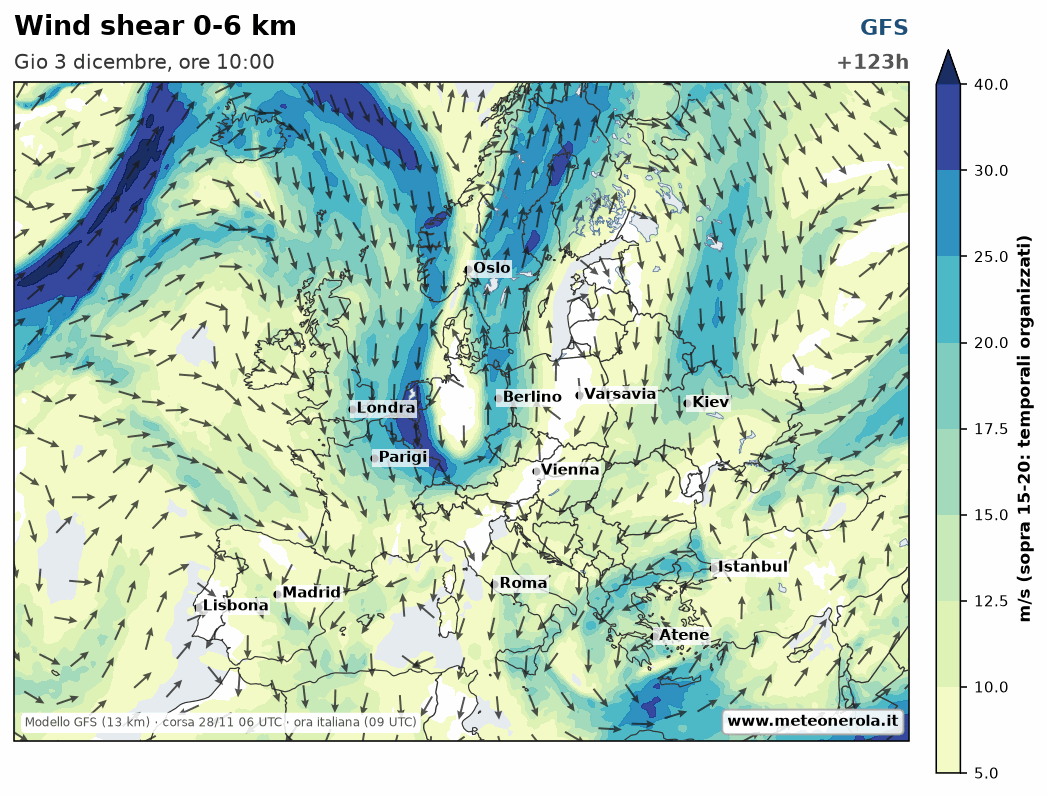 Wind shear 0-6 km
GFS
Gio 3 dicembre, ore 10:00
+123h
40.0
30.0
25.0
20.0
17.5
15.0
12.5
10.0
5.0
m/s (sopra 15-20: temporali organizzati)
Oslo
Berlino
Varsavia
Kiev
Londra
Parigi
Vienna
Istanbul
Roma
Madrid
Lisbona
Atene
Modello GFS (13 km) · corsa 28/11 06 UTC · ora italiana (09 UTC)
www.meteonerola.it